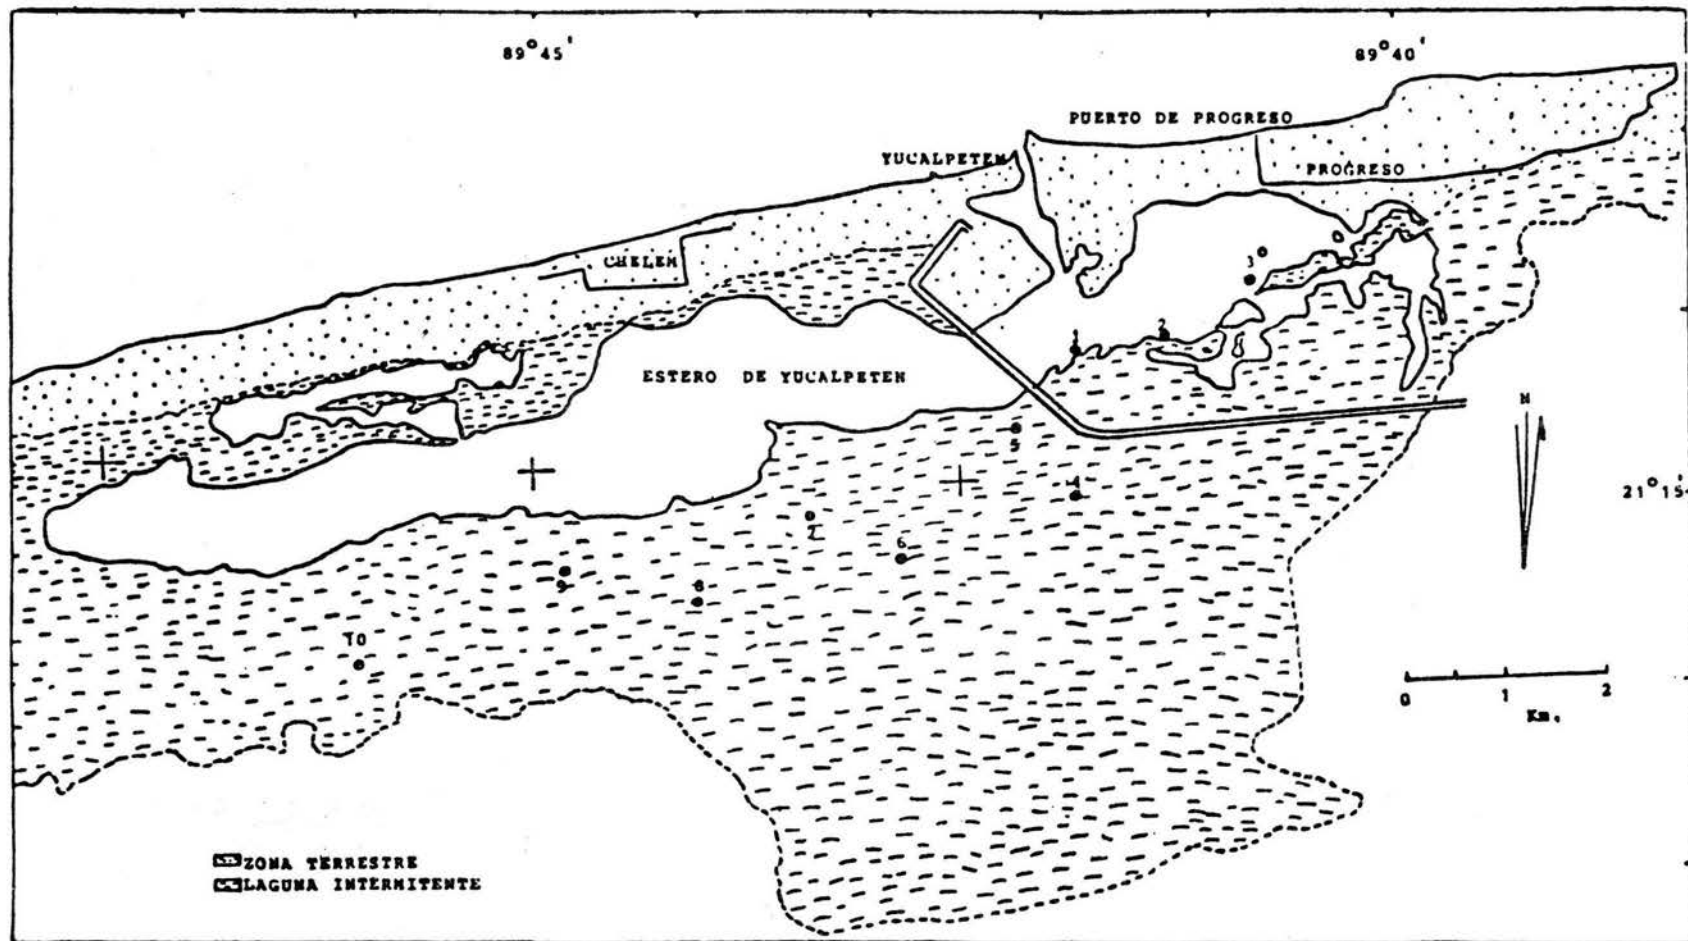 89°45'
89°40'
PUERTO DE PROGRESO
YUCALPETEN
PROGRESO
CHELEM
3
1
2
ESTERO DE YUCALPETEN
N
5
4
21°15'
7
6
9
8
10
0 1 2
Km.
ZONA TERRESTRE
LAGUNA INTERMITENTE